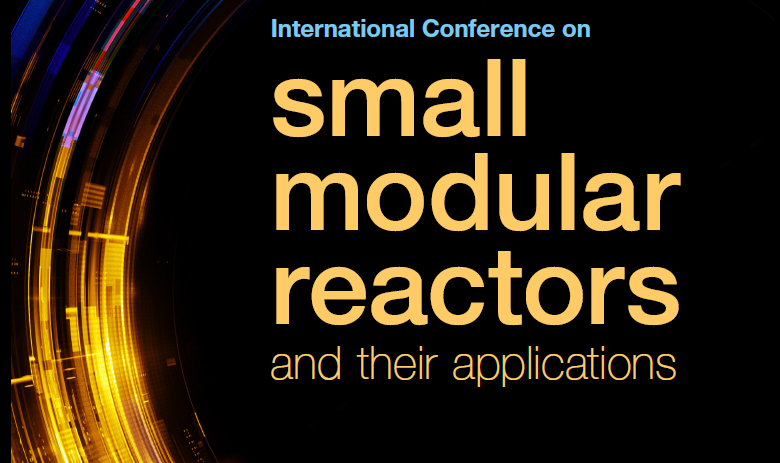 International Conference on
small
modular
reactors
and their applications